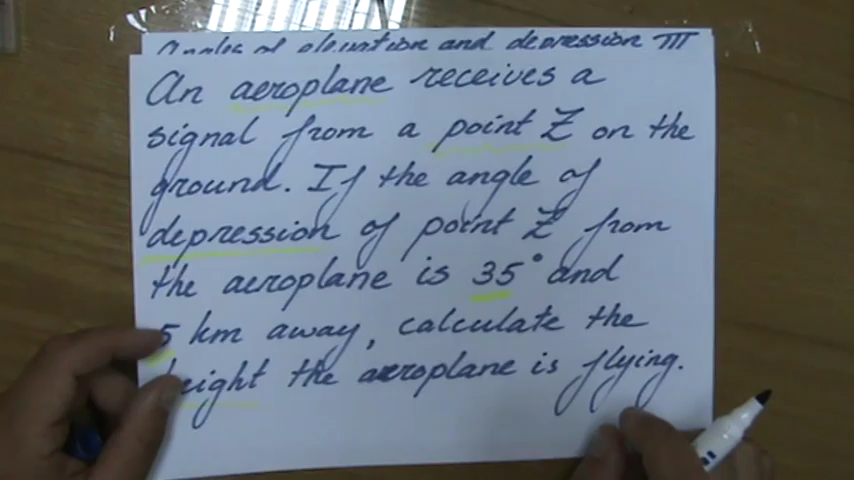 Angles of elevation and depression III
An aeroplane receives a
signal from a point Z on the
ground. If the angle of
depression of point Z from
the aeroplane is 35° and
5 km away, calculate the
height the aeroplane is flying.